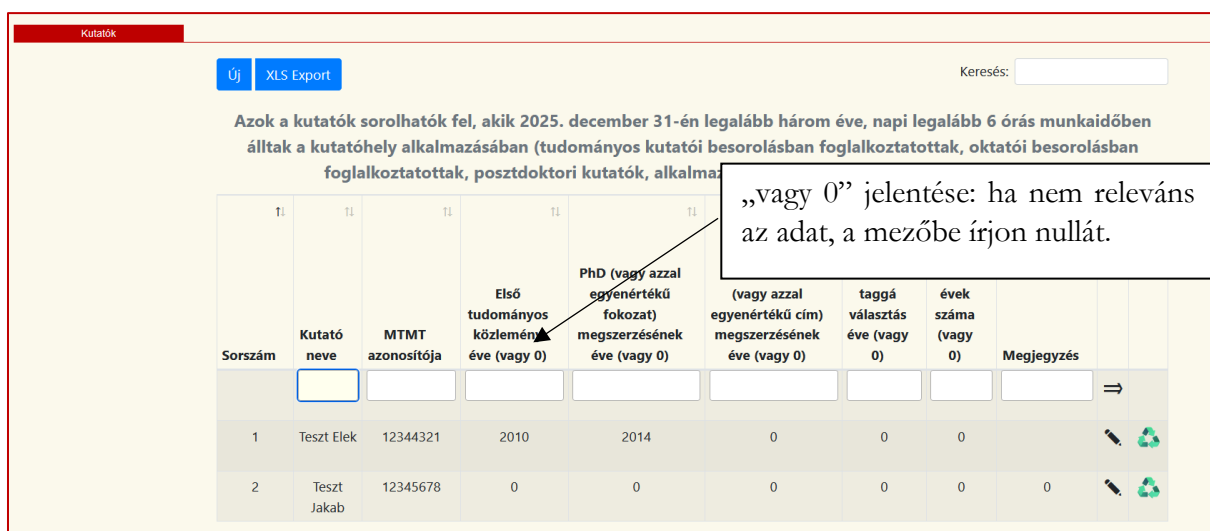 Kutatók
Új XLS Export Keresés:
Azok a kutatók sorolhatók fel, akik 2025. december 31-én legalább három éve, napi legalább 6 órás munkaidőben
álltak a kutatóhely alkalmazásában (tudományos kutatói besorolásban foglalkoztatottak, oktatói besorolásban
foglalkoztatottak, posztdoktori kutatók,
„vagy 0” jelentése: ha nem releváns
az adat, a mezőbe írjon nullát.
Sorszám
Kutató
neve
MTMT
azonosítója
Első
tudományos
közlemény
éve (vagy 0)
PhD (vagy azzal
egyenértékű
fokozat)
megszerzésének
éve (vagy 0)
(vagy azzal
egyenértékű cím)
megszerzésének
éve (vagy 0)
taggá
választás
éve (vagy
0)
évek
száma
(vagy
0)
Megjegyzés
1 Teszt Elek 12344321 2010 2014 0 0 0
2 Teszt Jakab 12345678 0 0 0 0 0 0